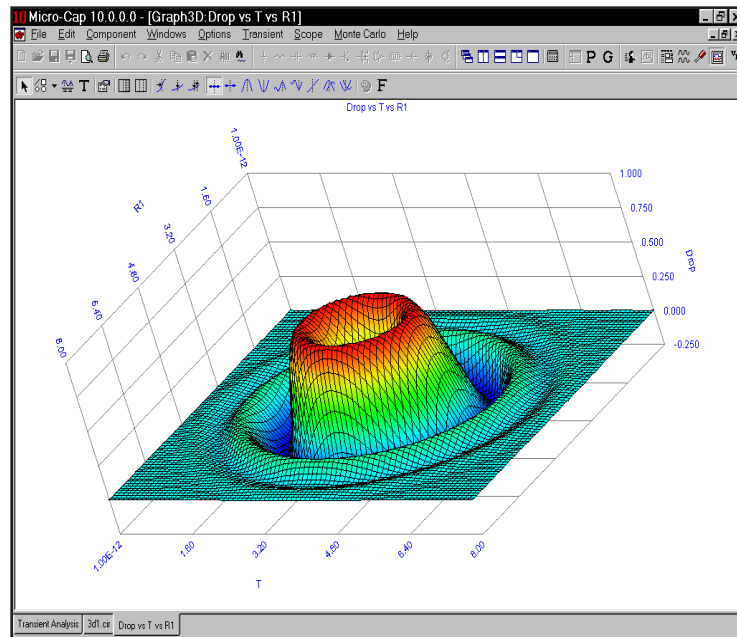 10 Micro-Cap 10.0.0.0 - [Graph3D:Drop vs T vs R1]
File Edit Component Windows Options Transient Scope Monte Carlo Help
All P G
T F
Drop vs T vs R1
1.00E-12
1.60
R1
3.20
4.80
6.40
8.00
1.000
0.750
0.500
Drop
0.250
0.000
-0.250
1.00E-12
1.60
3.20
4.80
6.40
8.00
T
Transient Analysis 3d1.cir Drop vs T vs R1